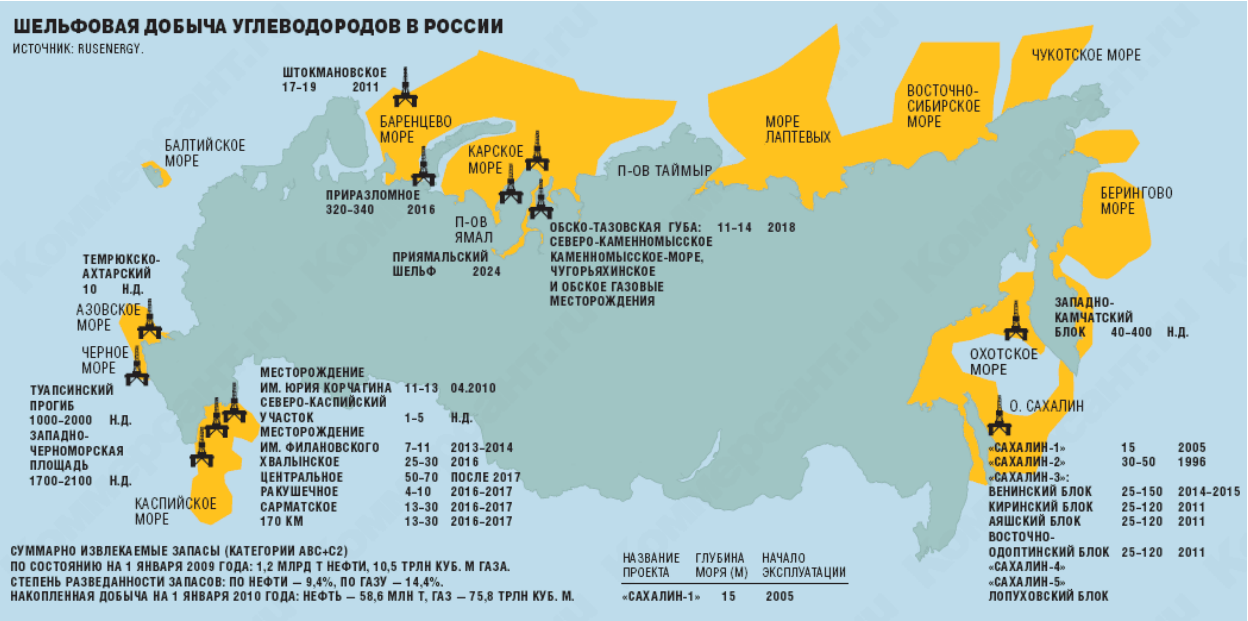 ШЕЛЬФОВАЯ ДОБЫЧА УГЛЕВОДОРОДОВ В РОССИИ
ИСТОЧНИК: RUSENERGY.
ШТОКМАНОВСКОЕ
17–19 2011
БАРЕНЦЕВО
МОРЕ
БАЛТИЙСКОЕ
МОРЕ
КАРСКОЕ
МОРЕ
П-ОВ ТАЙМЫР
МОРЕ
ЛАПТЕВЫХ
ВОСТОЧНО-
СИБИРСКОЕ
МОРЕ
ЧУКОТСКОЕ МОРЕ
БЕРИНГОВО
МОРЕ
ПРИРАЗЛОМНОЕ
320–340 2016
П-ОВ
ЯМАЛ
ПРИЯМАЛЬСКИЙ
ШЕЛЬФ 2024
ОБСКО-ТАЗОВСКАЯ ГУБА: 11–14 2018
СЕВЕРО-КАМЕННОМЫССКОЕ
КАМЕННОМЫССКОЕ-МОРЕ,
ЧУГОРЬЯХИНСКОЕ
И ОБСКОЕ ГАЗОВЫЕ
МЕСТОРОЖДЕНИЯ
ТЕМРЮКСКО-
АХТАРСКИЙ
10 Н.Д.
АЗОВСКОЕ
МОРЕ
ЧЕРНОЕ
МОРЕ
ТУАПСИНСКИЙ
ПРОГИБ
1000–2000 Н.Д.
ЗАПАДНО-
ЧЕРНОМОРСКАЯ
ПЛОЩАДЬ
1700–2100 Н.Д.
КАСПИЙСКОЕ
МОРЕ
МЕСТОРОЖДЕНИЕ
ИМ. ЮРИЯ КОРЧАГИНА 11–13 04.2010
СЕВЕРО-КАСПИЙСКИЙ
УЧАСТОК 1–5 Н.Д.
МЕСТОРОЖДЕНИЕ
ИМ. ФИЛАНОВСКОГО 7–11 2013–2014
ХВАЛЫНСКОЕ 25–30 2016
ЦЕНТРАЛЬНОЕ 50–70 ПОСЛЕ 2017
РАКУШЕЧНОЕ 4–10 2016–2017
САРМАТСКОЕ 13–30 2016–2017
170 КМ 13–30 2016–2017
ЗАПАДНО-
КАМЧАТСКИЙ
БЛОК 40–400 Н.Д.
ОХОТСКОЕ
МОРЕ
О. САХАЛИН
«САХАЛИН-1» 15 2005
«САХАЛИН-2» 30–50 1996
«САХАЛИН-3»:
ВЕНИНСКИЙ БЛОК 25–150 2014–2015
КИРИНСКИЙ БЛОК 25–120 2011
АЯШСКИЙ БЛОК 25–120 2011
ВОСТОЧНО-
ОДОПТИНСКИЙ БЛОК 25–120 2011
«САХАЛИН-4»
«САХАЛИН-5»
ЛОПУХОВСКИЙ БЛОК
СУММАРНО ИЗВЛЕКАЕМЫЕ ЗАПАСЫ (КАТЕГОРИИ ABC+C2)
ПО СОСТОЯНИЮ НА 1 ЯНВАРЯ 2009 ГОДА: 1,2 МЛРД Т НЕФТИ, 10,5 ТРЛН КУБ. М ГАЗА.
СТЕПЕНЬ РАЗВЕДАННОСТИ ЗАПАСОВ: ПО НЕФТИ — 9,4%, ПО ГАЗУ — 14,4%.
НАКОПЛЕННАЯ ДОБЫЧА НА 1 ЯНВАРЯ 2010 ГОДА: НЕФТЬ — 58,6 МЛН Т, ГАЗ — 75,8 ТРЛН КУБ. М.
НАЗВАНИЕ ГЛУБИНА НАЧАЛО
ПРОЕКТА МОРЯ (М) ЭКСПЛУАТАЦИИ
«САХАЛИН-1» 15 2005